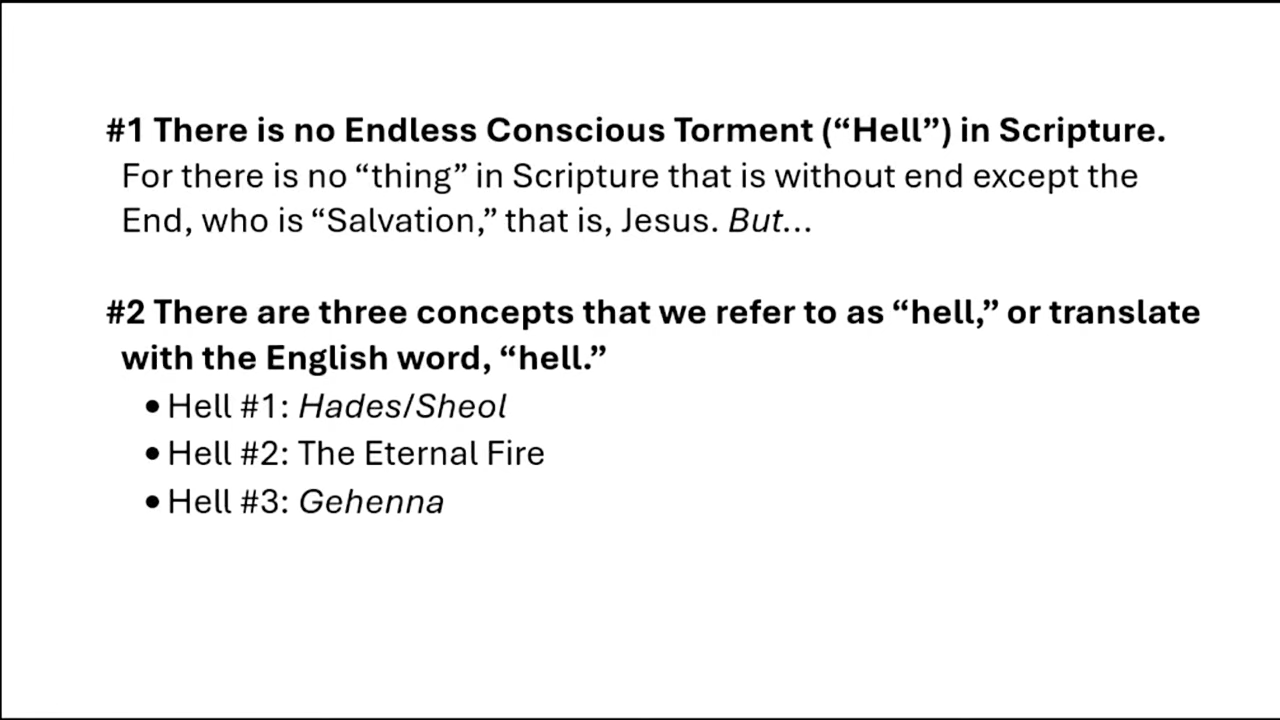 #1 There is no Endless Conscious Torment (“Hell”) in Scripture.
For there is no “thing” in Scripture that is without end except the
End, who is “Salvation,” that is, Jesus. But...
#2 There are three concepts that we refer to as “hell,” or translate
with the English word, “hell.”
• Hell #1: Hades/Sheol
• Hell #2: The Eternal Fire
• Hell #3: Gehenna